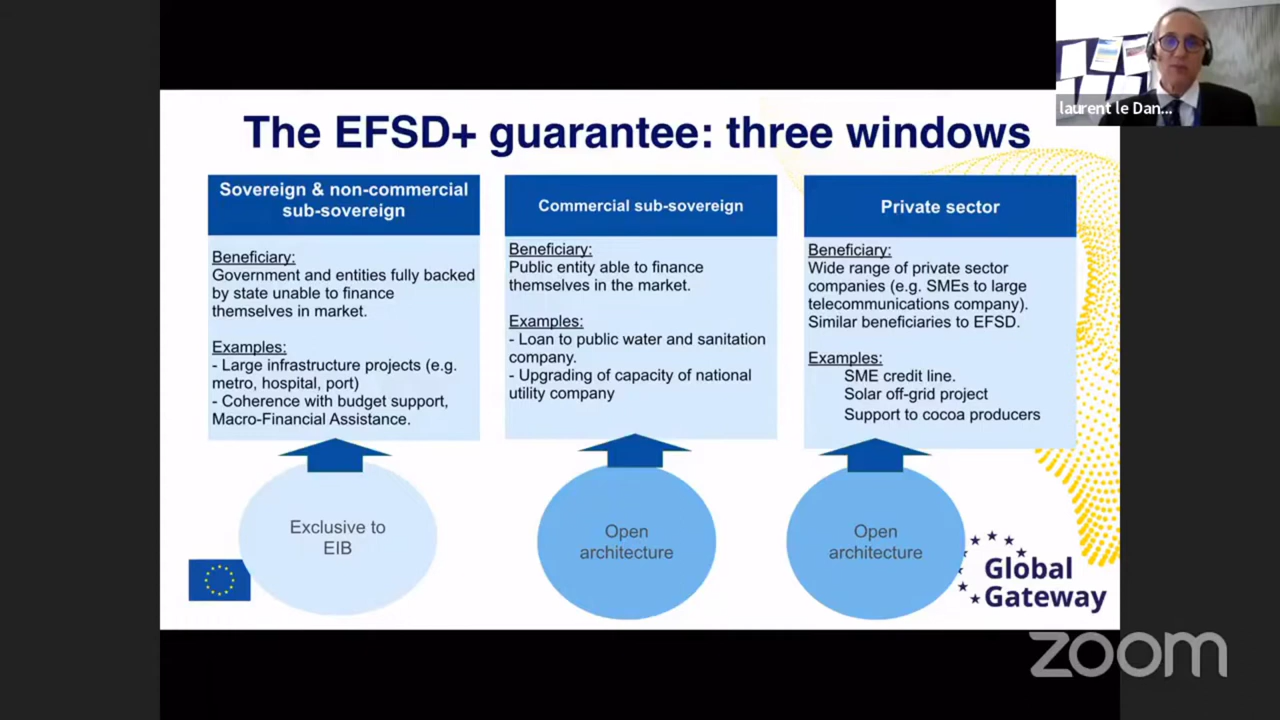 laurent le Dan...
The EFSD+ guarantee: three windows
Sovereign & non-commercial
sub-sovereign
Beneficiary:
Government and entities fully backed
by state unable to finance
themselves in market.
Examples:
- Large infrastructure projects (e.g.
metro, hospital, port)
- Coherence with budget support,
Macro-Financial Assistance.
Exclusive to
EIB
Commercial sub-sovereign
Beneficiary:
Public entity able to finance
themselves in the market.
Examples:
- Loan to public water and sanitation
company.
- Upgrading of capacity of national
utility company
Open
architecture
Private sector
Beneficiary:
Wide range of private sector
companies (e.g. SMEs to large
telecommunications company).
Similar beneficiaries to EFSD.
Examples:
SME credit line.
Solar off-grid project
Support to cocoa producers
Open
architecture
Global
Gateway
zoom